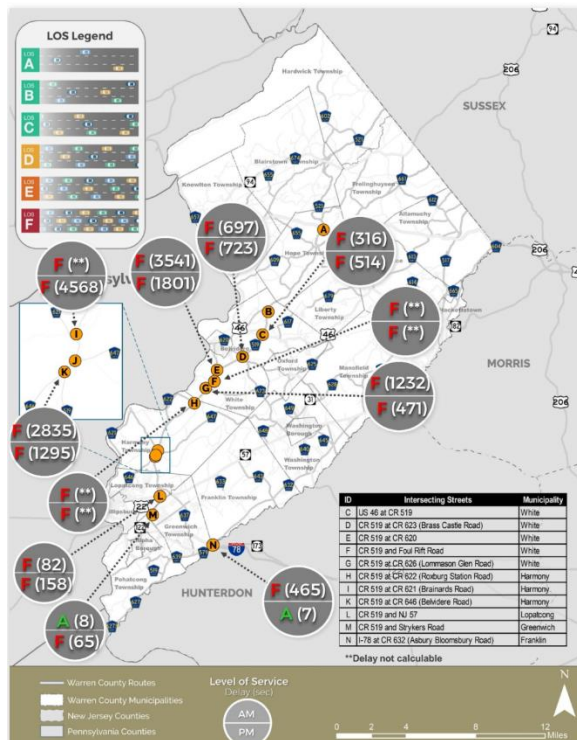 LOS Legend
LOS A
LOS B
LOS C
LOS D
LOS E
LOS F
94
206
SUSSEX
Hardwick Township
Blairstown Township
94
Knowlton Township
Frelinghuysen Township
Allamuchy Township
206
A
F (697)
F (723)
F (316)
F (514)
F (3541)
F (1801)
F (**)
F (4568)
Hope Township
Liberty Township
B
C
46
46
F (**)
F (**)
MORRIS
I
J
K
D
E
F
G
H
Oxford Township
Mansfield Township
White Township
31
206
F (1232)
F (471)
F (2835)
F (1295)
Washington Borough
Washington Township
Harmony Township
57
F (**)
F (**)
Lopatcong Township
Franklin Township
L
22
M
Greenwich Township
N
78
173
Pohatcong Township
HUNTERDON
F (82)
F (158)
A (8)
F (65)
F (465)
A (7)
ID Intersecting Streets Municipality
C US 46 at CR 519 White
D CR 519 at CR 623 (Brass Castle Road) White
E CR 519 at CR 620 White
F CR 519 and Foul Rift Road White
G CR 519 at CR 626 (Lommason Glen Road) White
H CR 519 at CR 622 (Roxburg Station Road) Harmony
I CR 519 at CR 621 (Brainards Road) Harmony
K CR 519 at CR 646 (Belvidere Road) Harmony
L CR 519 and NJ 57 Lopatcong
M CR 519 and Strykers Road Greenwich
N I-78 at CR 632 (Asbury Bloomsbury Road) Franklin
**Delay not calculable
Warren County Routes
Warren County Municipalities
New Jersey Counties
Pennsylvania Counties
Level of Service
Delay (sec)
AM
PM
N
0 2 4 8 12
Miles